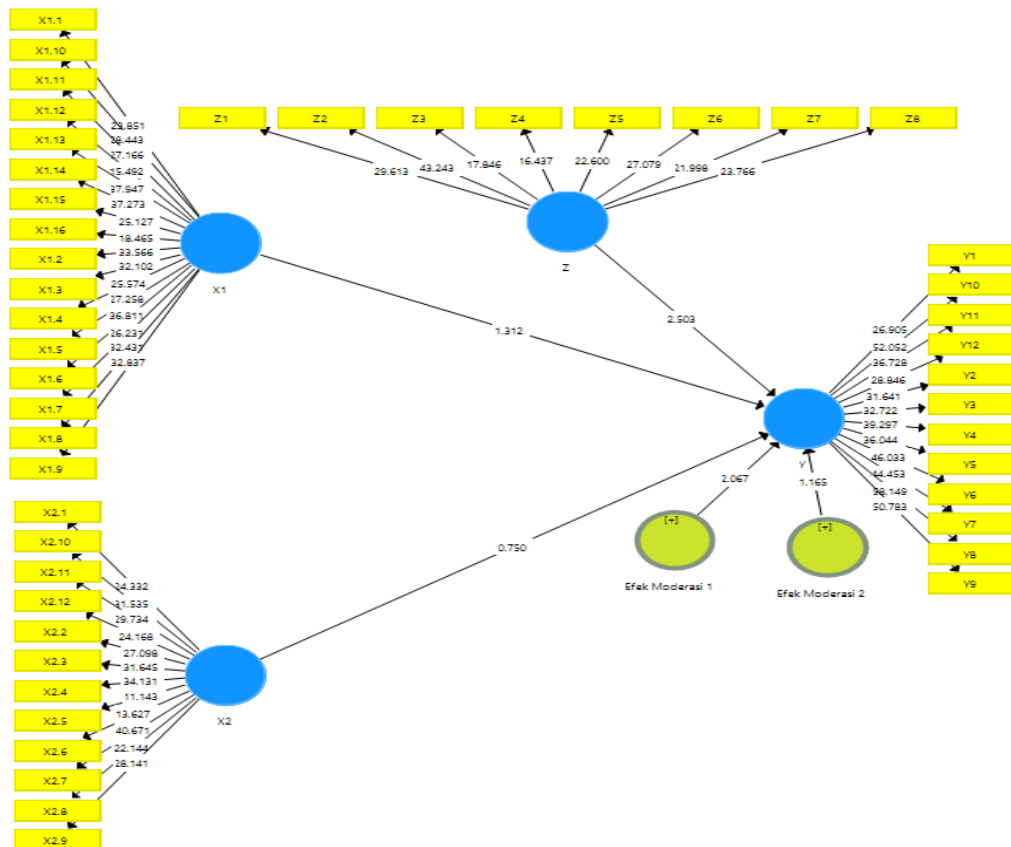 X1.1
X1.10
X1.11
X1.12
X1.13
X1.14
X1.15
X1.16
X1.2
X1.3
X1.4
X1.5
X1.6
X1.7
X1.8
X1.9
27.166
15.492
37.947
37.273
25.127
18.465
33.566
32.102
25.574
27.258
36.811
26.231
32.437
32.837
X1
Z1
Z2
Z3
Z4
Z5
Z6
Z7
Z8
29.613
43.243
17.846
16.437
22.600
27.079
21.998
23.766
Z
1.312
2.503
0.750
X2.1
X2.10
X2.11
X2.12
X2.2
X2.3
X2.4
X2.5
X2.6
X2.7
X2.8
X2.9
24.332
31.535
29.734
24.168
27.098
31.645
34.131
11.143
13.627
40.671
22.144
28.141
X2
Y
2.067
1.165
[+]
Efek Moderasi 1
[+]
Efek Moderasi 2
26.905
52.052
36.728
28.846
31.641
32.722
39.297
36.044
46.033
44.453
50.783
Y1
Y10
Y11
Y12
Y2
Y3
Y4
Y5
Y6
Y7
Y8
Y9